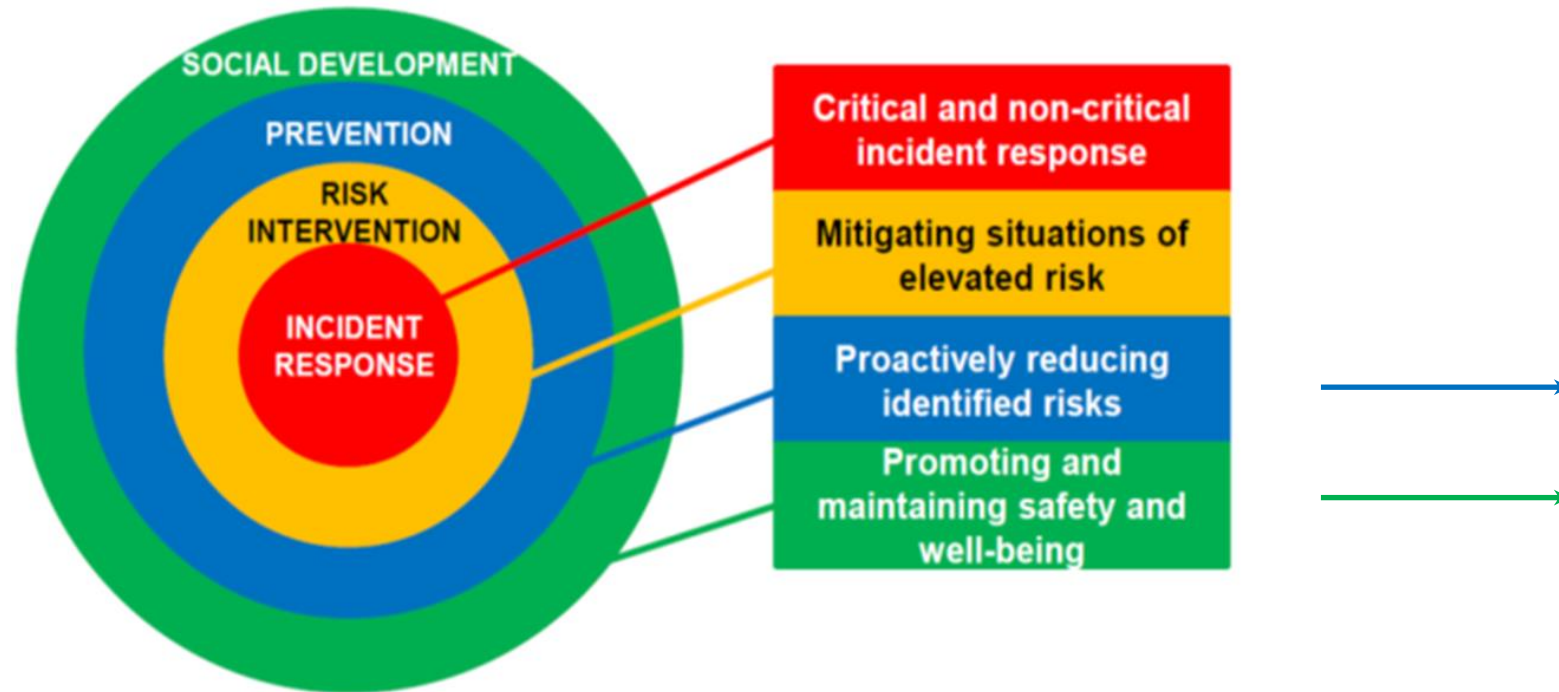 SOCIAL DEVELOPMENT
PREVENTION
RISK
INTERVENTION
INCIDENT
RESPONSE
Critical and non-critical
incident response
Mitigating situations of
elevated risk
Proactively reducing
identified risks
Promoting and
maintaining safety and
well-being